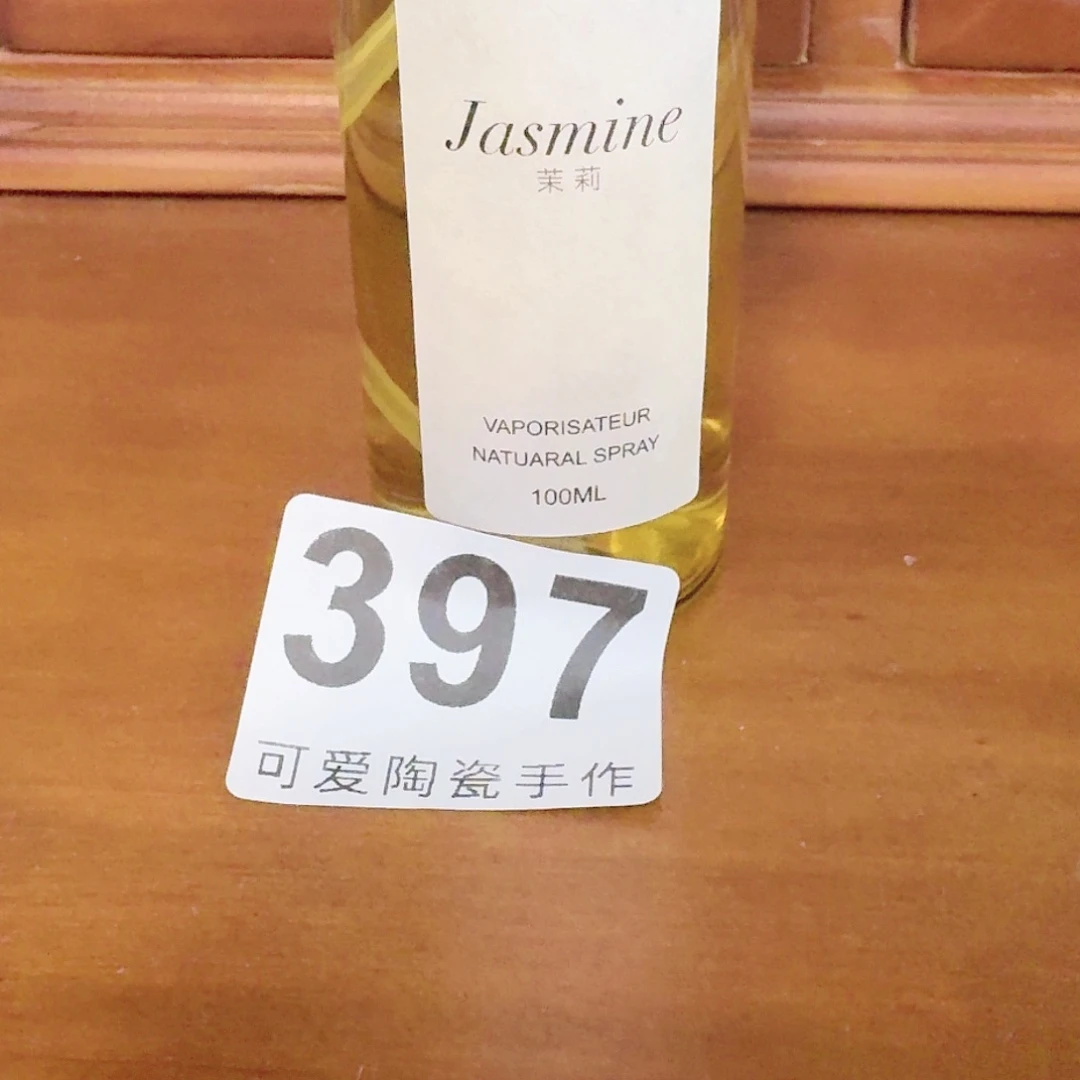 Jasmine
茉莉
VAPORISATEUR
NATUARAL SPRAY
100ML
397
可爱陶瓷手作